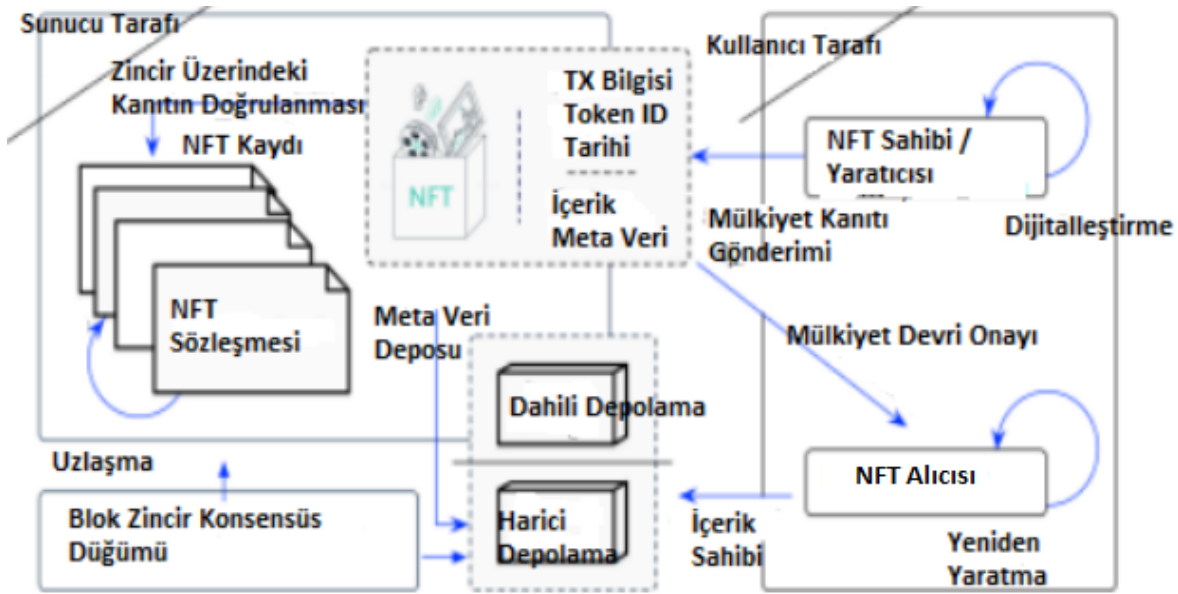 Sunucu Tarafı
Zincir Üzerindeki
Kanıtın Doğrulanması
NFT Kaydı
NFT
Sözleşmesi
NFT
TX Bilgisi
Token ID
Tarihi
İçerik
Meta Veri
Kullanıcı Tarafı
NFT Sahibi /
Yaratıcısı
Dijitalleştirme
Mülkiyet Kanıtı
Gönderimi
Mülkiyet Devri Onayı
Meta Veri
Deposu
Dahili Depolama
Harici
Depolama
Uzlaşma
Blok Zincir Konsensüs
Düğümü
NFT Alıcısı
İçerik
Sahibi
Yeniden
Yaratma